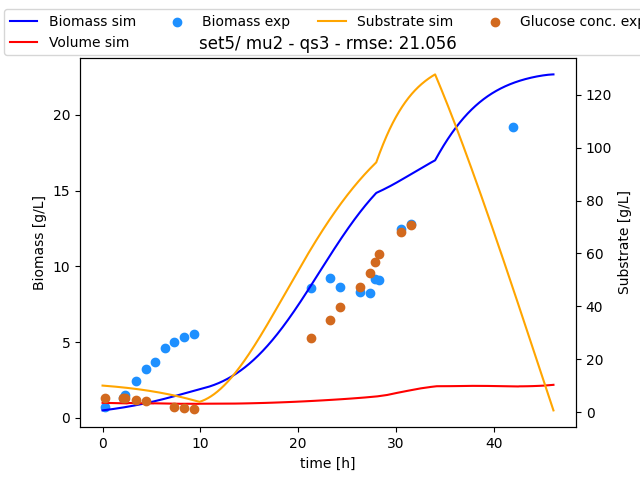 Biomass sim Biomass exp Substrate sim Glucose conc. exp
Volume sim
set5/ mu2 - qs3 - rmse: 21.056
Biomass [g/L]
20
15
10
5
0
120
100
80
60
40
20
0
Substrate [g/L]
0 10 20 30 40
time [h]